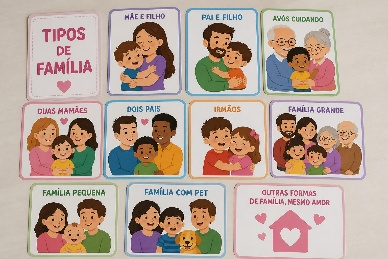 TIPOS
DE
FAMÍLIA
MÃE E FILHO
PAI E FILHO
AVÓS CUIDANDO
DUAS MAMÃES
DOIS PAIS
IRMÃOS
FAMÍLIA GRANDE
FAMÍLIA PEQUENA
FAMÍLIA COM PET
OUTRAS FORMAS
DE FAMÍLIA, MESMO AMOR